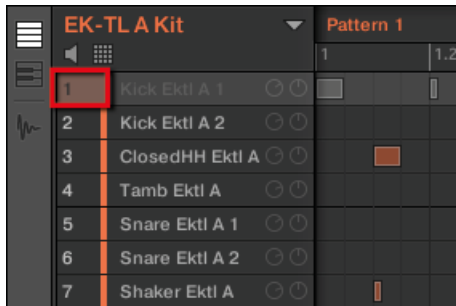 EK-TL A Kit Pattern 1
1 1.2
1 Kick Ektl A 1
2 Kick Ektl A 2
3 ClosedHH Ektl A
4 Tamb Ektl A
5 Snare Ektl A 1
6 Snare Ektl A 2
7 Shaker Ektl A